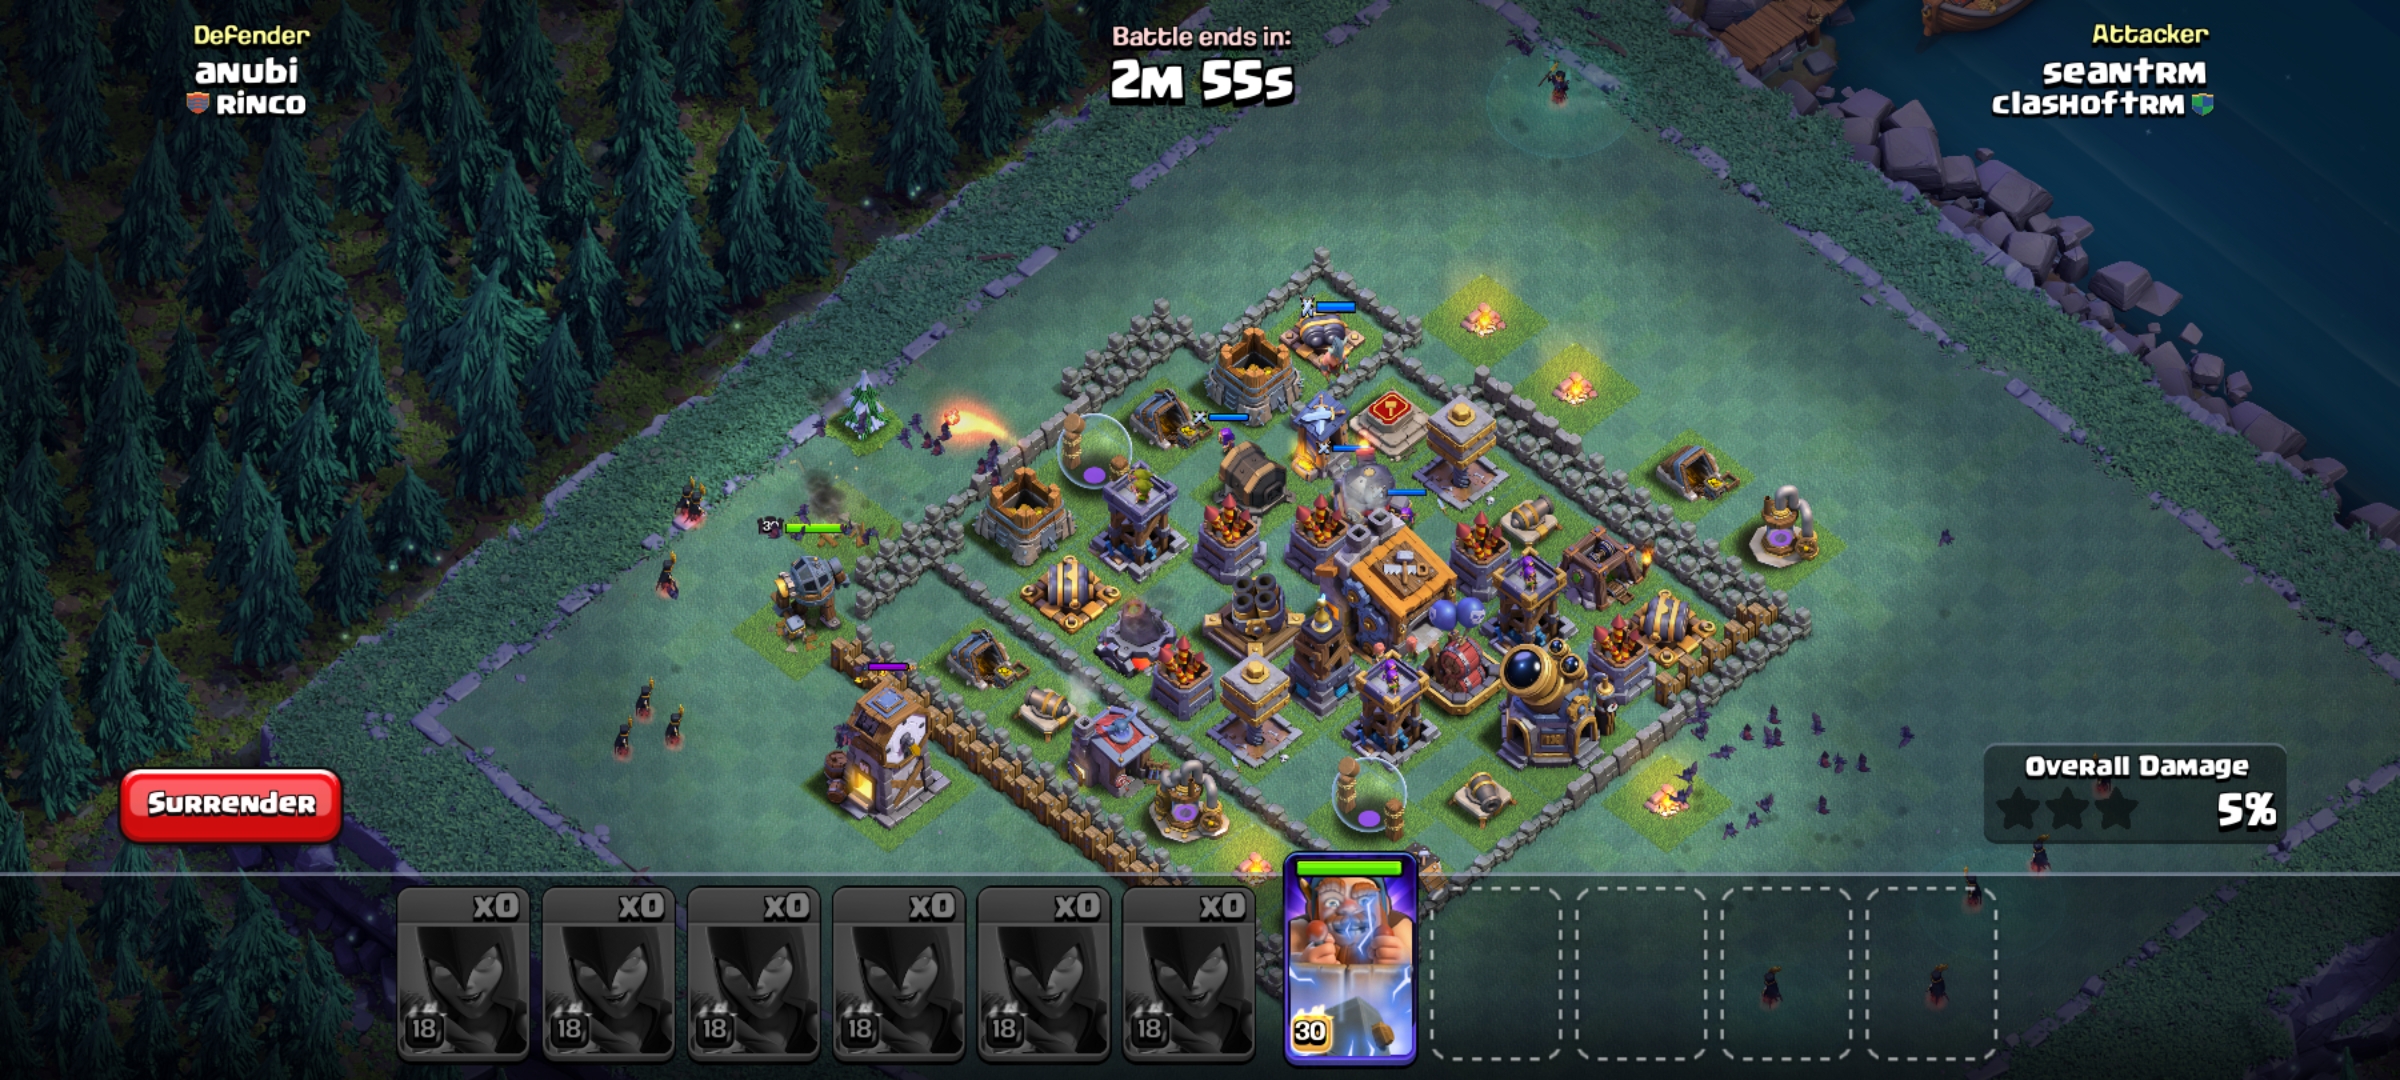 Defender
anubi
RINCO
Battle ends in:
2M 55s
Attacker
seantRM
clashoftRM
30
Surrender
Overall Damage
5%
x0
x0
x0
x0
x0
x0
18
18
18
18
18
18
30